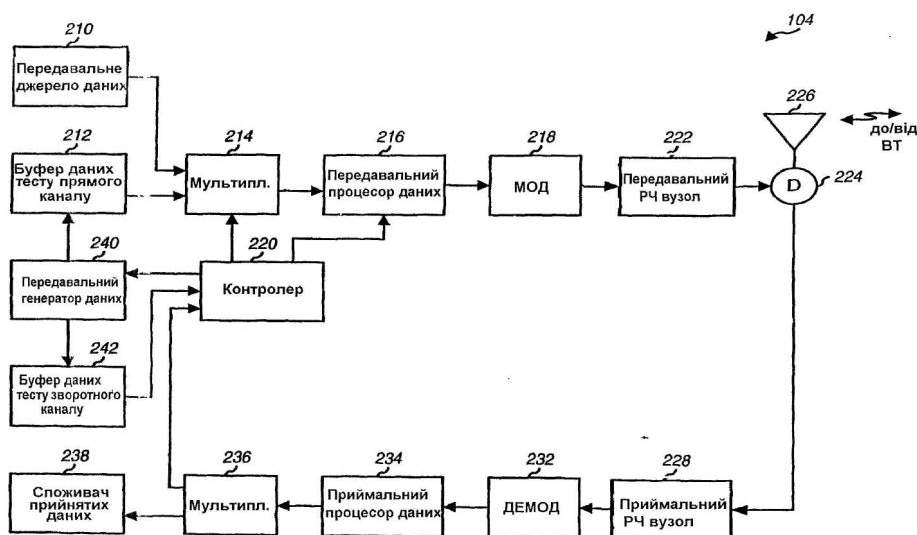 104
210
Передавальне
джерело даних
212
Буфер даних
тесту прямого
каналу
214
Мультипл.
216
Передавальний
процесор даних
218
МОД
222
Передавальний
РЧ вузол
226
до/від
ВТ
D
224
240
Передавальний
генератор даних
220
Контролер
242
Буфер даних
тесту зворотного
каналу
238
Споживач
прийнятих
даних
236
Мультипл.
234
Приймальний
процесор даних
232
ДЕМОД
228
Приймальний
РЧ вузол